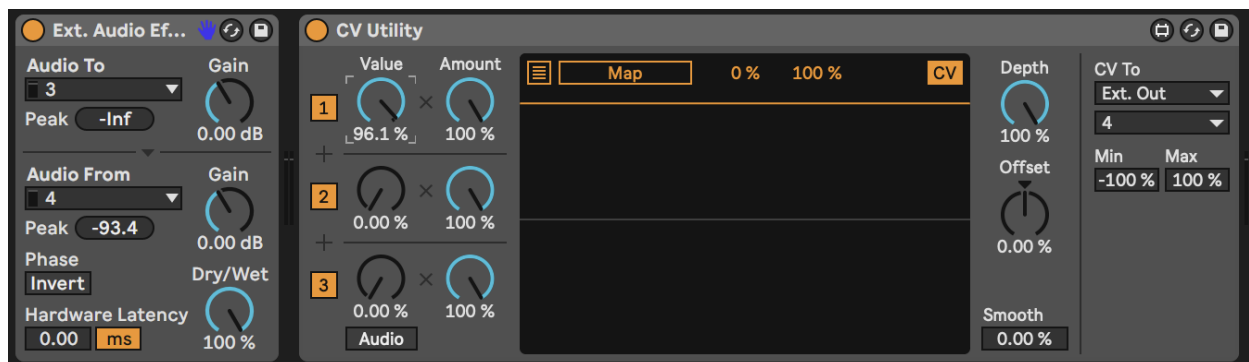 Ext. Audio Ef...
Audio To
Gain
3
Peak -Inf
0.00 dB
Audio From
Gain
4
Peak -93.4
0.00 dB
Phase
Invert
Dry/Wet
Hardware Latency
0.00 ms
100 %
CV Utility
Value Amount
1
×
96.1 % 100 %
+
2
×
0.00 % 100 %
+
3
×
0.00 % 100 %
Audio
Map 0 % 100 % CV
Depth
100 %
Offset
0.00 %
Smooth
0.00 %
CV To
Ext. Out
4
Min Max
-100 % 100 %